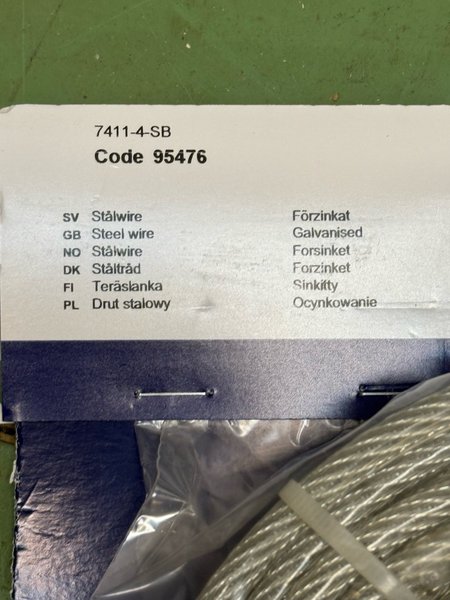 7411-4-SB
Code 95476
SV Stålwire Förzinkat
GB Steel wire Galvanised
NO Stålwire Forsinket
DK Ståltråd Forzinket
FI Teräslanka Sinkitty
PL Drut stalowy Ocynkowanie